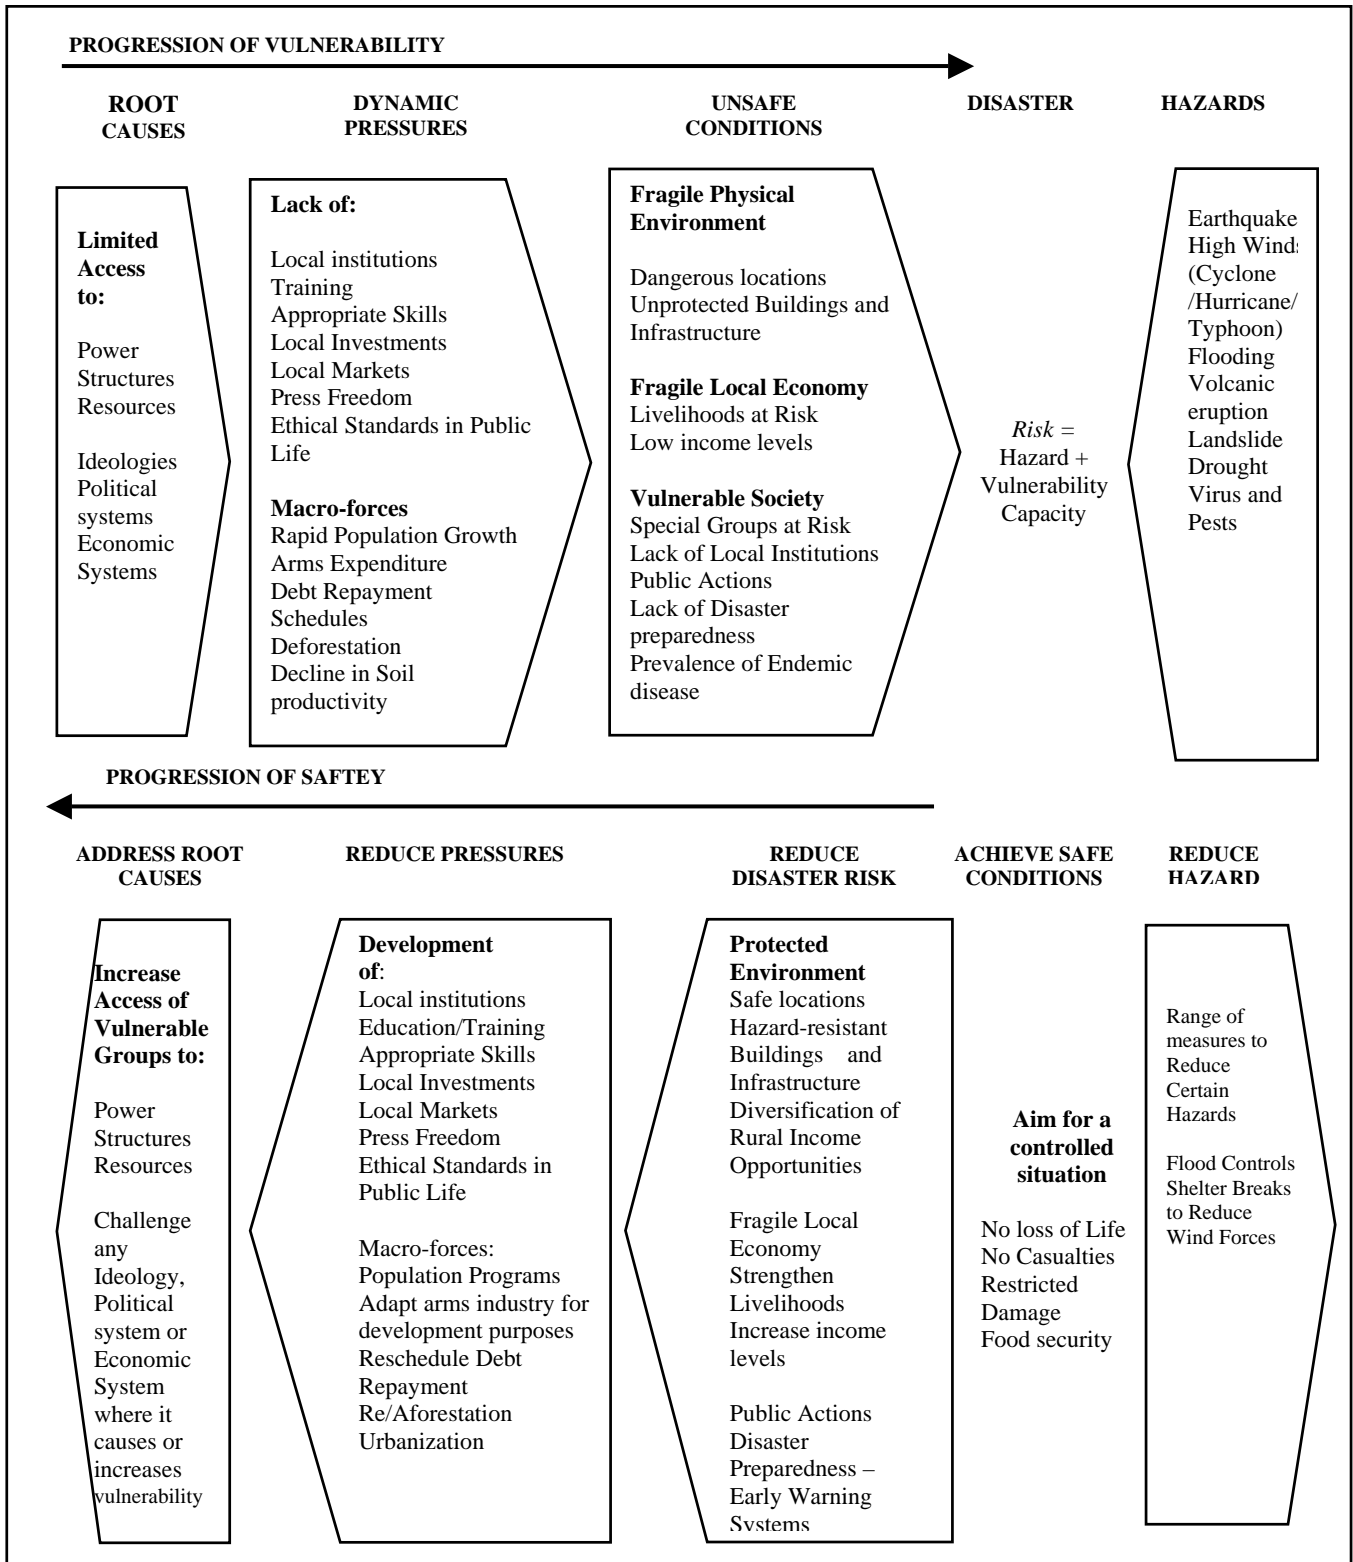 PROGRESSION OF VULNERABILITY
ROOT
CAUSES
DYNAMIC
PRESSURES
UNSAFE
CONDITIONS
DISASTER
HAZARDS
Limited
Access
to:
Power
Structures
Resources
Ideologies
Political
systems
Economic
Systems
Lack of:
Local institutions
Training
Appropriate Skills
Local Investments
Local Markets
Press Freedom
Ethical Standards in Public
Life
Macro-forces
Rapid Population Growth
Arms Expenditure
Debt Repayment
Schedules
Deforestation
Decline in Soil
productivity
Fragile Physical
Environment
Dangerous locations
Unprotected Buildings and
Infrastructure
Fragile Local Economy
Livelihoods at Risk
Low income levels
Vulnerable Society
Special Groups at Risk
Lack of Local Institutions
Public Actions
Lack of Disaster
preparedness
Prevalence of Endemic
disease
Risk =
Hazard +
Vulnerability
Capacity
Earthquake
High Winds
(Cyclone
/Hurricane/
Typhoon)
Flooding
Volcanic
eruption
Landslide
Drought
Virus and
Pests
PROGRESSION OF SAFTEY
ADDRESS ROOT
CAUSES
REDUCE PRESSURES
REDUCE
DISASTER RISK
ACHIEVE SAFE
CONDITIONS
REDUCE
HAZARD
Increase
Access of
Vulnerable
Groups to:
Power
Structures
Resources
Challenge
any
Ideology,
Political
system or
Economic
System
where it
causes or
increases
vulnerability
Development
of:
Local institutions
Education/Training
Appropriate Skills
Local Investments
Local Markets
Press Freedom
Ethical Standards in
Public Life
Macro-forces:
Population Programs
Adapt arms industry for
development purposes
Reschedule Debt
Repayment
Re/Aforestation
Urbanization
Protected
Environment
Safe locations
Hazard-resistant
Buildings and
Infrastructure
Diversification of
Rural Income
Opportunities
Fragile Local
Economy
Strengthen
Livelihoods
Increase income
levels
Public Actions
Disaster
Preparedness –
Early Warning
Systems
Aim for a
controlled
situation
No loss of Life
No Casualties
Restricted
Damage
Food security
Range of
measures to
Reduce
Certain
Hazards
Flood Controls
Shelter Breaks
to Reduce
Wind Forces